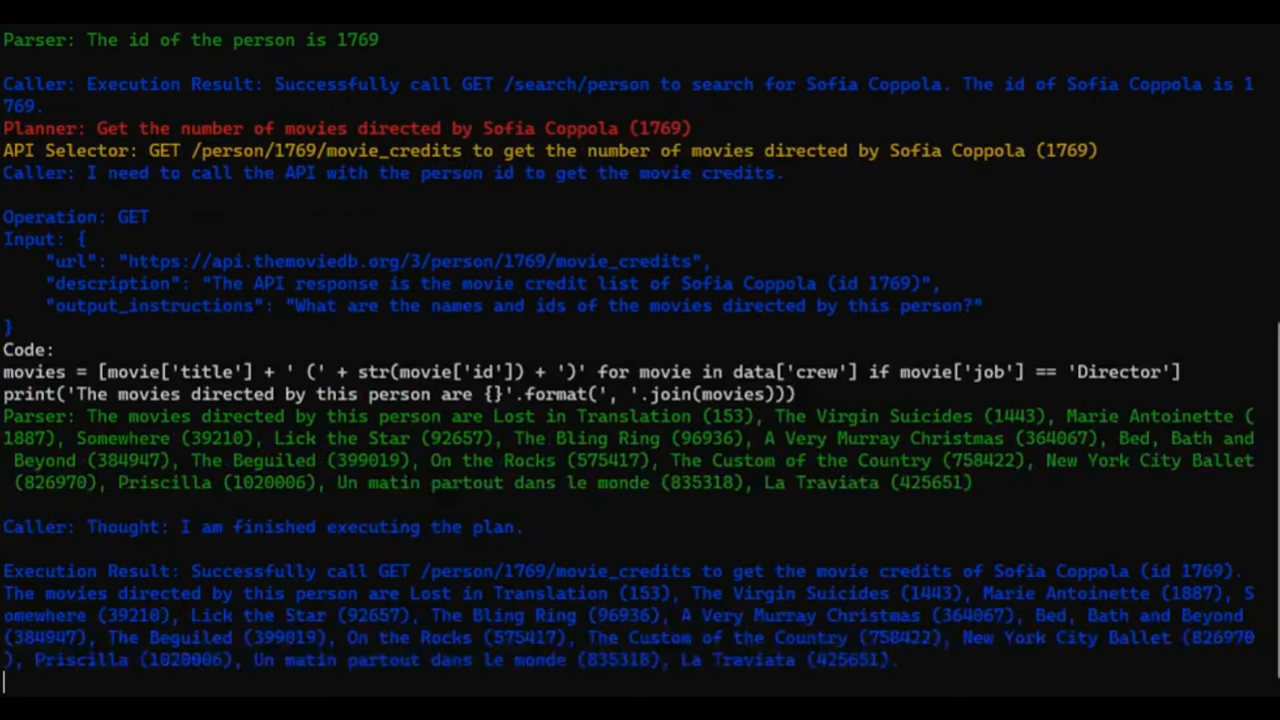 Parser: The id of the person is 1769
Caller: Execution Result: Successfully call GET /search/person to search for Sofia Coppola. The id of Sofia Coppola is 1
769.
Planner: Get the number of movies directed by Sofia Coppola (1769)
API Selector: GET /person/1769/movie_credits to get the number of movies directed by Sofia Coppola (1769)
Caller: I need to call the API with the person id to get the movie credits.
Operation: GET
Input: {
"url": "https://api.themoviedb.org/3/person/1769/movie_credits",
"description": "The API response is the movie credit list of Sofia Coppola (id 1769)",
"output_instructions": "What are the names and ids of the movies directed by this person?"
}
Code:
movies = [movie['title'] + ' (' + str(movie['id']) + ')' for movie in data['crew'] if movie['job'] == 'Director']
print('The movies directed by this person are {}'.format(', '.join(movies)))
Parser: The movies directed by this person are Lost in Translation (153), The Virgin Suicides (1443), Marie Antoinette (
1887), Somewhere (39210), Lick the Star (92657), The Bling Ring (96936), A Very Murray Christmas (364067), Bed, Bath and
Beyond (384947), The Beguiled (399019), On the Rocks (575417), The Custom of the Country (758422), New York City Ballet
(826970), Priscilla (1020006), Un matin partout dans le monde (835318), La Traviata (425651)
Caller: Thought: I am finished executing the plan.
Execution Result: Successfully call GET /person/1769/movie_credits to get the movie credits of Sofia Coppola (id 1769).
The movies directed by this person are Lost in Translation (153), The Virgin Suicides (1443), Marie Antoinette (1887), S
omewhere (39210), Lick the Star (92657), The Bling Ring (96936), A Very Murray Christmas (364067), Bed, Bath and Beyond
(384947), The Beguiled (399019), On the Rocks (575417), The Custom of the Country (758422), New York City Ballet (826970
), Priscilla (1020006), Un matin partout dans le monde (835318), La Traviata (425651).